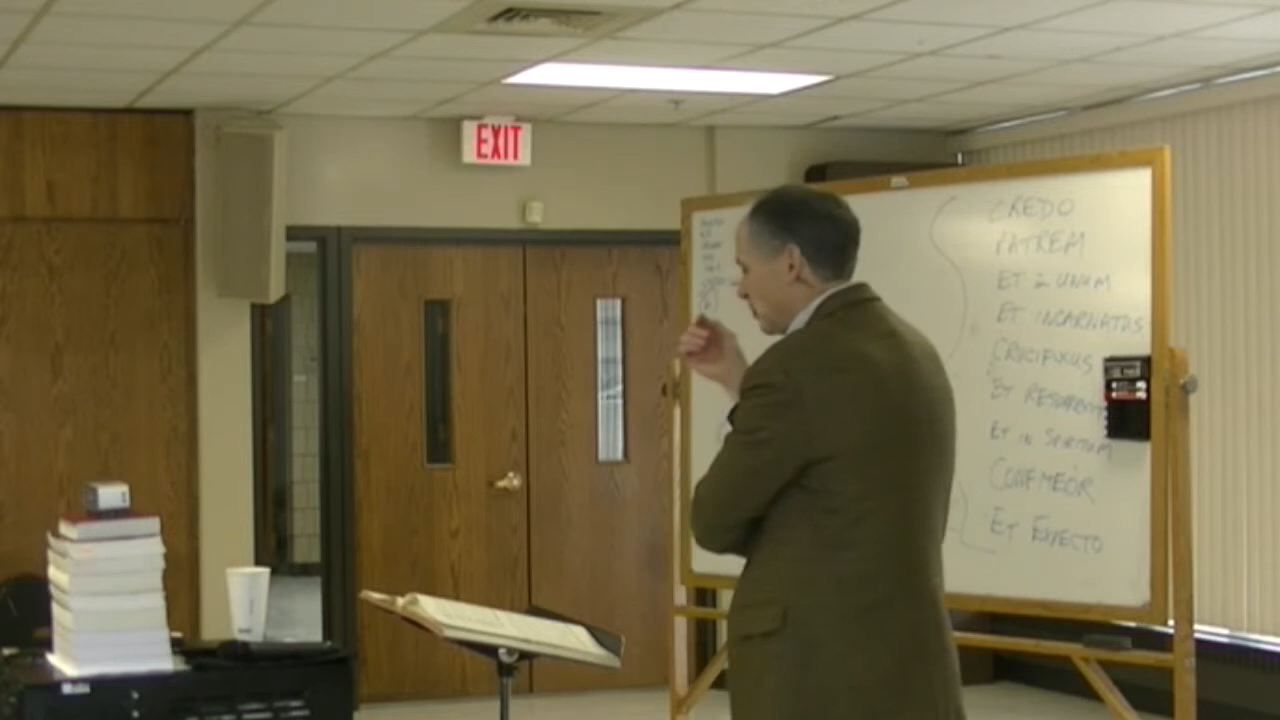 EXIT
CREDO
PATREM
ET 2 UNUM
ET INCARNATUS
CRUCIFIXUS
ET RESURREXIT
ET IN SPIRITUM
CONFITEOR
ET EXPECTO